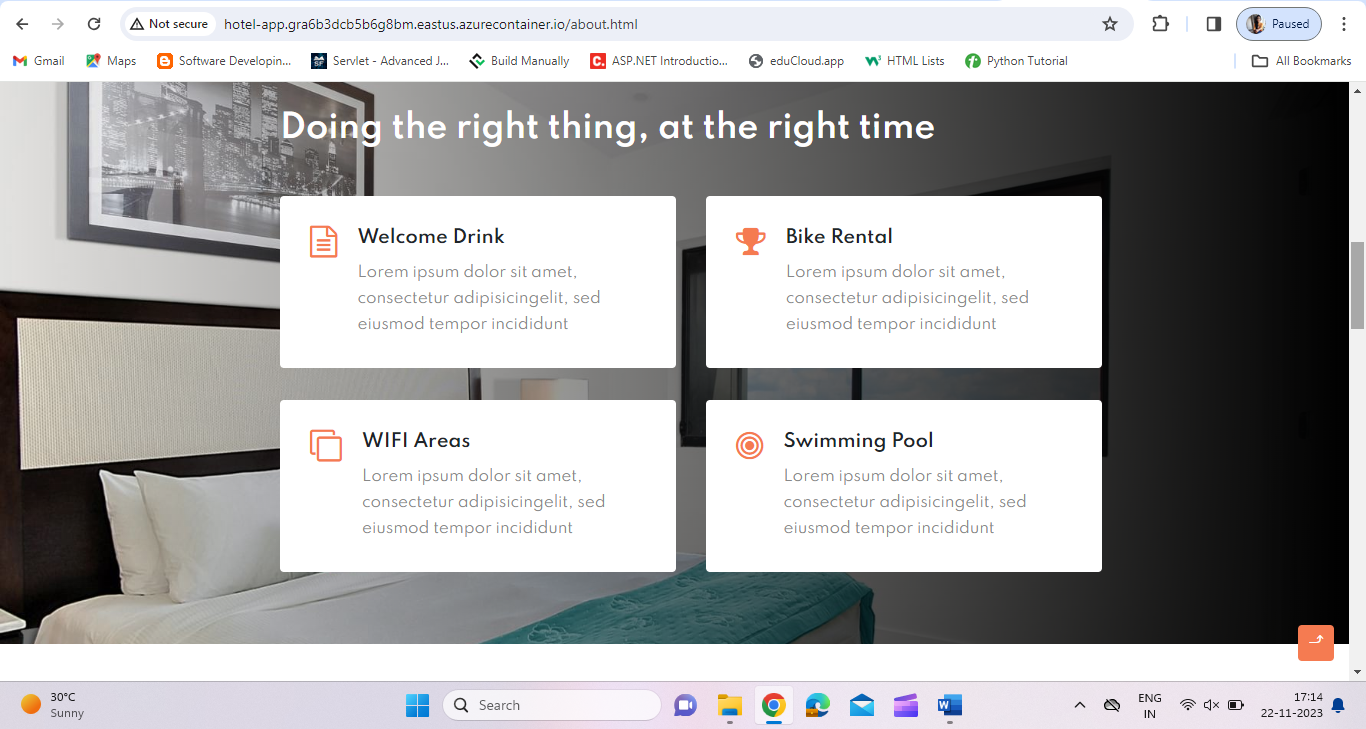 Not secure hotel-app.gra6b3dcb5b6g8bm.eastus.azurecontainer.io/about.html Paused
Gmail Maps Software Developin... Servlet - Advanced J... Build Manually ASP.NET Introductio... eduCloud.app HTML Lists Python Tutorial All Bookmarks
Doing the right thing, at the right time
Welcome Drink
Lorem ipsum dolor sit amet,
consectetur adipisicingelit, sed
eiusmod tempor incididunt
Bike Rental
Lorem ipsum dolor sit amet,
consectetur adipisicingelit, sed
eiusmod tempor incididunt
WIFI Areas
Lorem ipsum dolor sit amet,
consectetur adipisicingelit, sed
eiusmod tempor incididunt
Swimming Pool
Lorem ipsum dolor sit amet,
consectetur adipisicingelit, sed
eiusmod tempor incididunt
30°C
Sunny
Search
ENG
IN
17:14
22-11-2023